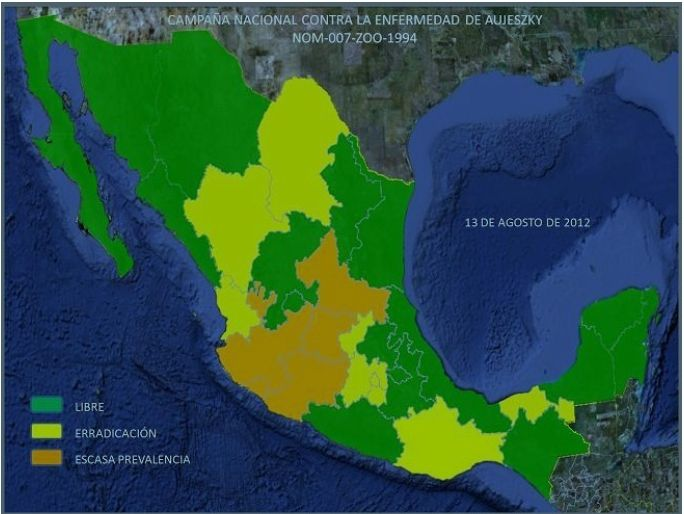 CAMPAÑA NACIONAL CONTRA LA ENFERMEDAD DE AUJESZKY
NOM-007-ZOO-1994
13 DE AGOSTO DE 2012
LIBRE
ERRADICACIÓN
ESCASA PREVALENCIA